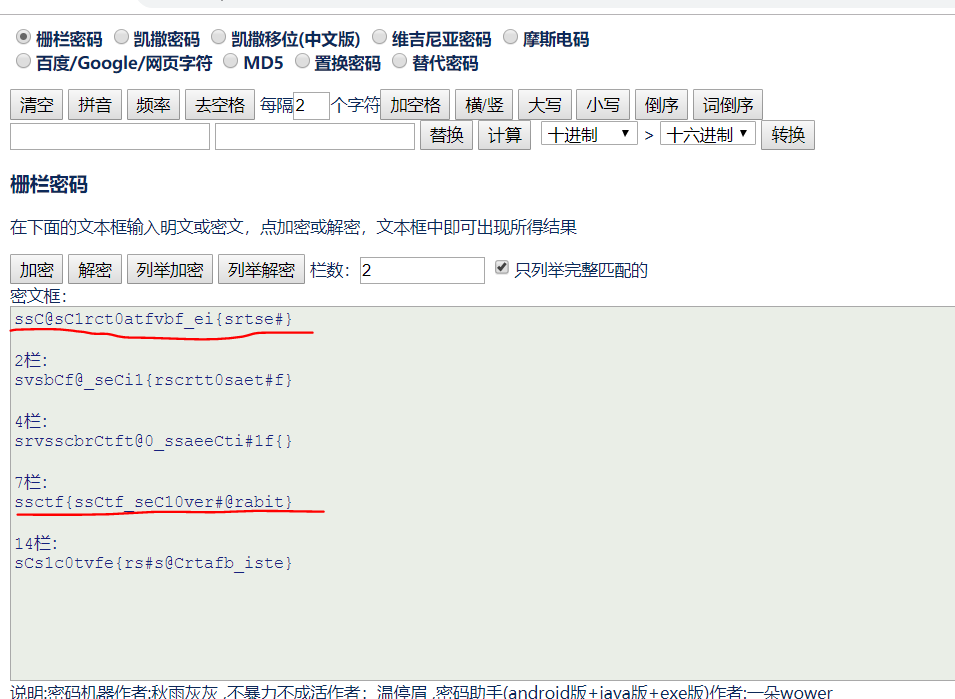 栅栏密码 凯撒密码 凯撒移位(中文版) 维吉尼亚密码 摩斯电码
百度/Google/网页字符 MD5 置换密码 替代密码
清空 拼音 频率 去空格 每隔2 个字符 加空格 横/竖 大写 小写 倒序 词倒序
替换 计算 十进制 > 十六进制 转换
栅栏密码
在下面的文本框输入明文或密文，点加密或解密，文本框中即可出现所得结果
加密 解密 列举加密 列举解密 栏数： 2 只列举完整匹配的
密文框：
ssC@sC1rct0atfvbf_ei{srtse#}
2栏：
svsbCf@_seCi1{rscrtt0saet#f}
4栏：
srvsscbrCtft@0_ssaeeCti#1f{}
7栏：
ssctf{ssCtf_seC10ver#@rabit}
14栏：
sCs1c0tvfe{rs#s@Crtafb_iste}
说明:密码机器作者:秋雨灰灰 ,不暴力不成活作者：温停眉 ,密码助手(android版+java版+exe版)作者:一朵wower